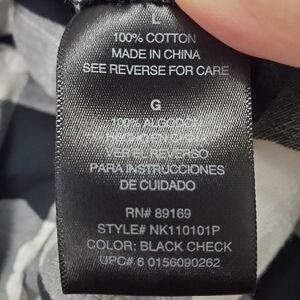 L
100% COTTON
MADE IN CHINA
SEE REVERSE FOR CARE
G
100% ALGODON
VER EL REVERSO
PARA INSTRUCCIONES
DE CUIDADO
RN# 89169
STYLE# NK110101P
COLOR: BLACK CHECK
UPC# 6 0156090262